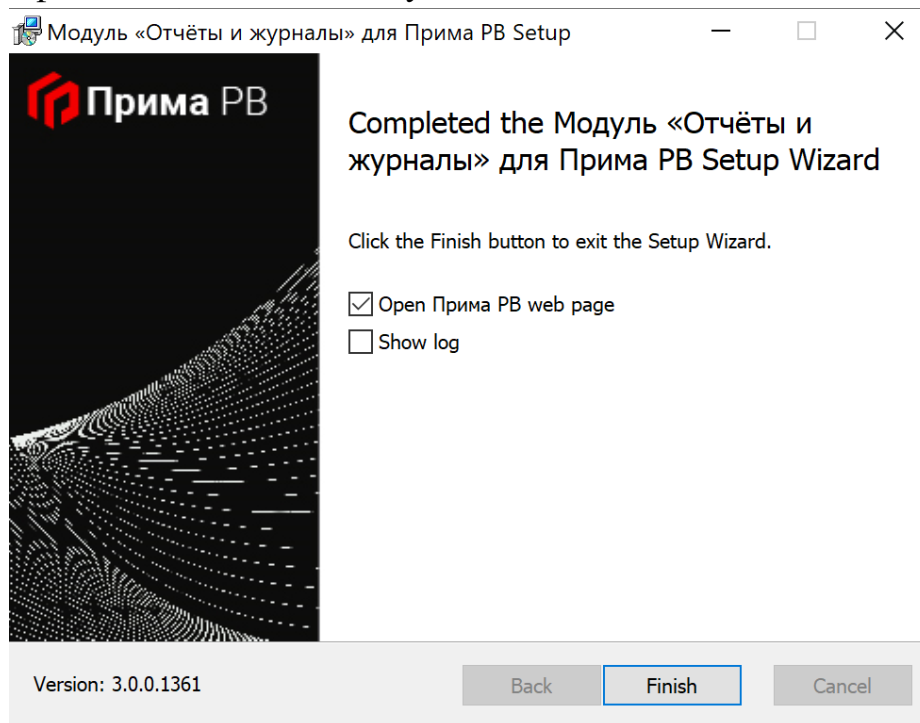 Модуль «Отчёты и журналы» для Прима РВ Setup
Прима РВ
Completed the Модуль «Отчёты и
журналы» для Прима РВ Setup Wizard
Click the Finish button to exit the Setup Wizard.
Open Прима РВ web page
Show log
Version: 3.0.0.1361
Back
Finish
Cancel